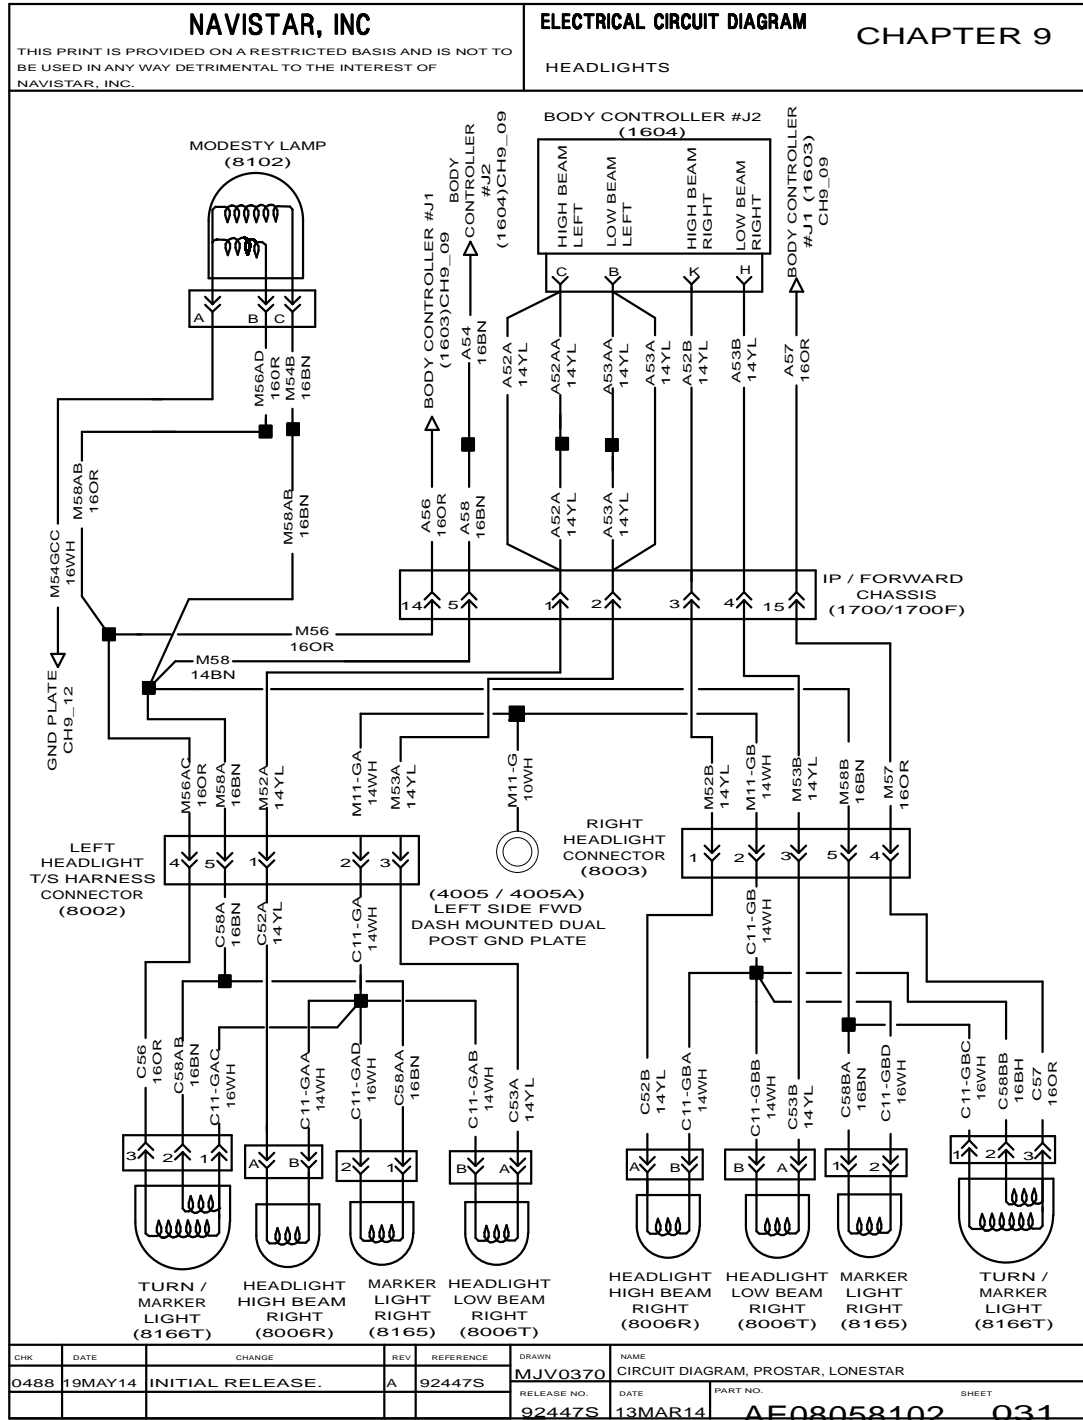 NAVISTAR, INC
THIS PRINT IS PROVIDED ON A RESTRICTED BASIS AND IS NOT TO
BE USED IN ANY WAY DETRIMENTAL TO THE INTEREST OF
NAVISTAR, INC.
ELECTRICAL CIRCUIT DIAGRAM
HEADLIGHTS
CHAPTER 9
MODESTY LAMP
(8102)
A
B
C
BODY CONTROLLER #J1
(1603)CH9_09
BODY
CONTROLLER
#J2
(1604)CH9_09
BODY CONTROLLER #J2
(1604)
HIGH BEAM
LEFT
LOW BEAM
LEFT
HIGH BEAM
RIGHT
LOW BEAM
RIGHT
C
B
K
H
BODY CONTROLLER
#J1 (1603)
CH9_09
M56AD
16OR
M54B
16BN
A54
16BN
A52A
14YL
A52AA
14YL
A53AA
14YL
A53A
14YL
A52B
14YL
A53B
14YL
A57
16OR
M58AB
16OR
M58AB
16BN
A56
16OR
A58
16BN
A52A
14YL
A53A
14YL
M54GCC
16WH
GND PLATE
CH9_12
14
5
1
2
3
4
15
IP / FORWARD
CHASSIS
(1700/1700F)
M56
16OR
M58
14BN
M56AC
16OR
M58A
16BN
M52A
14YL
M11-GA
14WH
M53A
14YL
M11-G
10WH
M52B
14YL
M11-GB
14WH
M53B
14YL
M58B
16BN
M57
16OR
LEFT
HEADLIGHT
T/S HARNESS
CONNECTOR
(8002)
4
5
1
2
3
(4005 / 4005A)
LEFT SIDE FWD
DASH MOUNTED DUAL
POST GND PLATE
RIGHT
HEADLIGHT
CONNECTOR
(8003)
1
2
3
5
4
C58A
16BN
C52A
14YL
C11-GA
14WH
C11-GB
14WH
C56
16OR
C58AB
16BN
C11-GAC
16WH
C11-GAA
14WH
C11-GAD
16WH
C58AA
16BN
C11-GAB
14WH
C53A
14YL
C52B
14YL
C11-GBA
14WH
C11-GBB
14WH
C53B
14YL
C58BA
16BN
C11-GBD
16WH
C11-GBC
16WH
C58BB
16BH
C57
16OR
3
2
1
A
B
2
1
B
A
A
B
B
A
1
2
1
2
3
TURN /
MARKER
LIGHT
(8166T)
HEADLIGHT
HIGH BEAM
RIGHT
(8006R)
MARKER
LIGHT
RIGHT
(8165)
HEADLIGHT
LOW BEAM
RIGHT
(8006T)
HEADLIGHT
HIGH BEAM
RIGHT
(8006R)
HEADLIGHT
LOW BEAM
RIGHT
(8006T)
MARKER
LIGHT
RIGHT
(8165)
TURN /
MARKER
LIGHT
(8166T)
CHK DATE CHANGE REV REFERENCE
0488 19MAY14 INITIAL RELEASE. A 92447S
DRAWN
MJV0370
NAME
CIRCUIT DIAGRAM, PROSTAR, LONESTAR
RELEASE NO.
92447S
DATE
13MAR14
PART NO.
AE08058102
SHEET
031